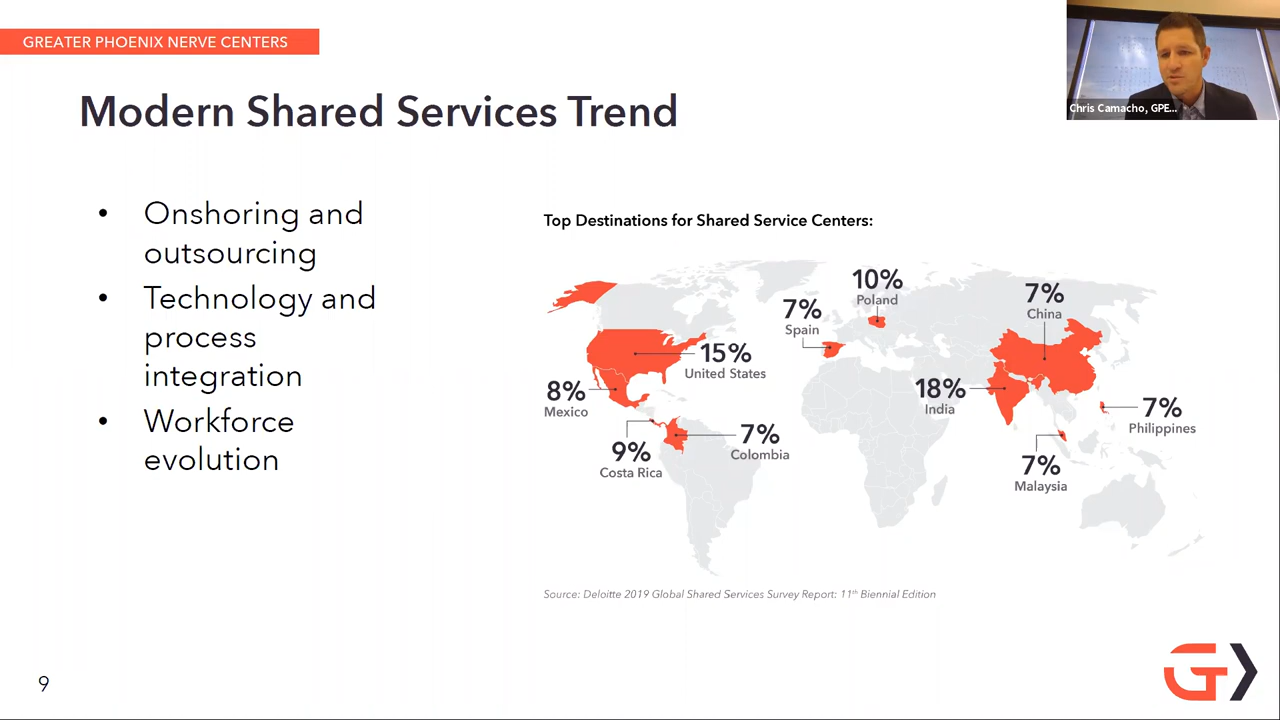 GREATER PHOENIX NERVE CENTERS
Chris Camacho, GPE...
Modern Shared Services Trend
• Onshoring and
outsourcing
• Technology and
process
integration
• Workforce
evolution
Top Destinations for Shared Service Centers:
10%
Poland
7%
Spain
7%
China
15%
United States
8%
Mexico
18%
India
7%
Philippines
9%
Costa Rica
7%
Colombia
7%
Malaysia
Source: Deloitte 2019 Global Shared Services Survey Report: 11th Biennial Edition
9